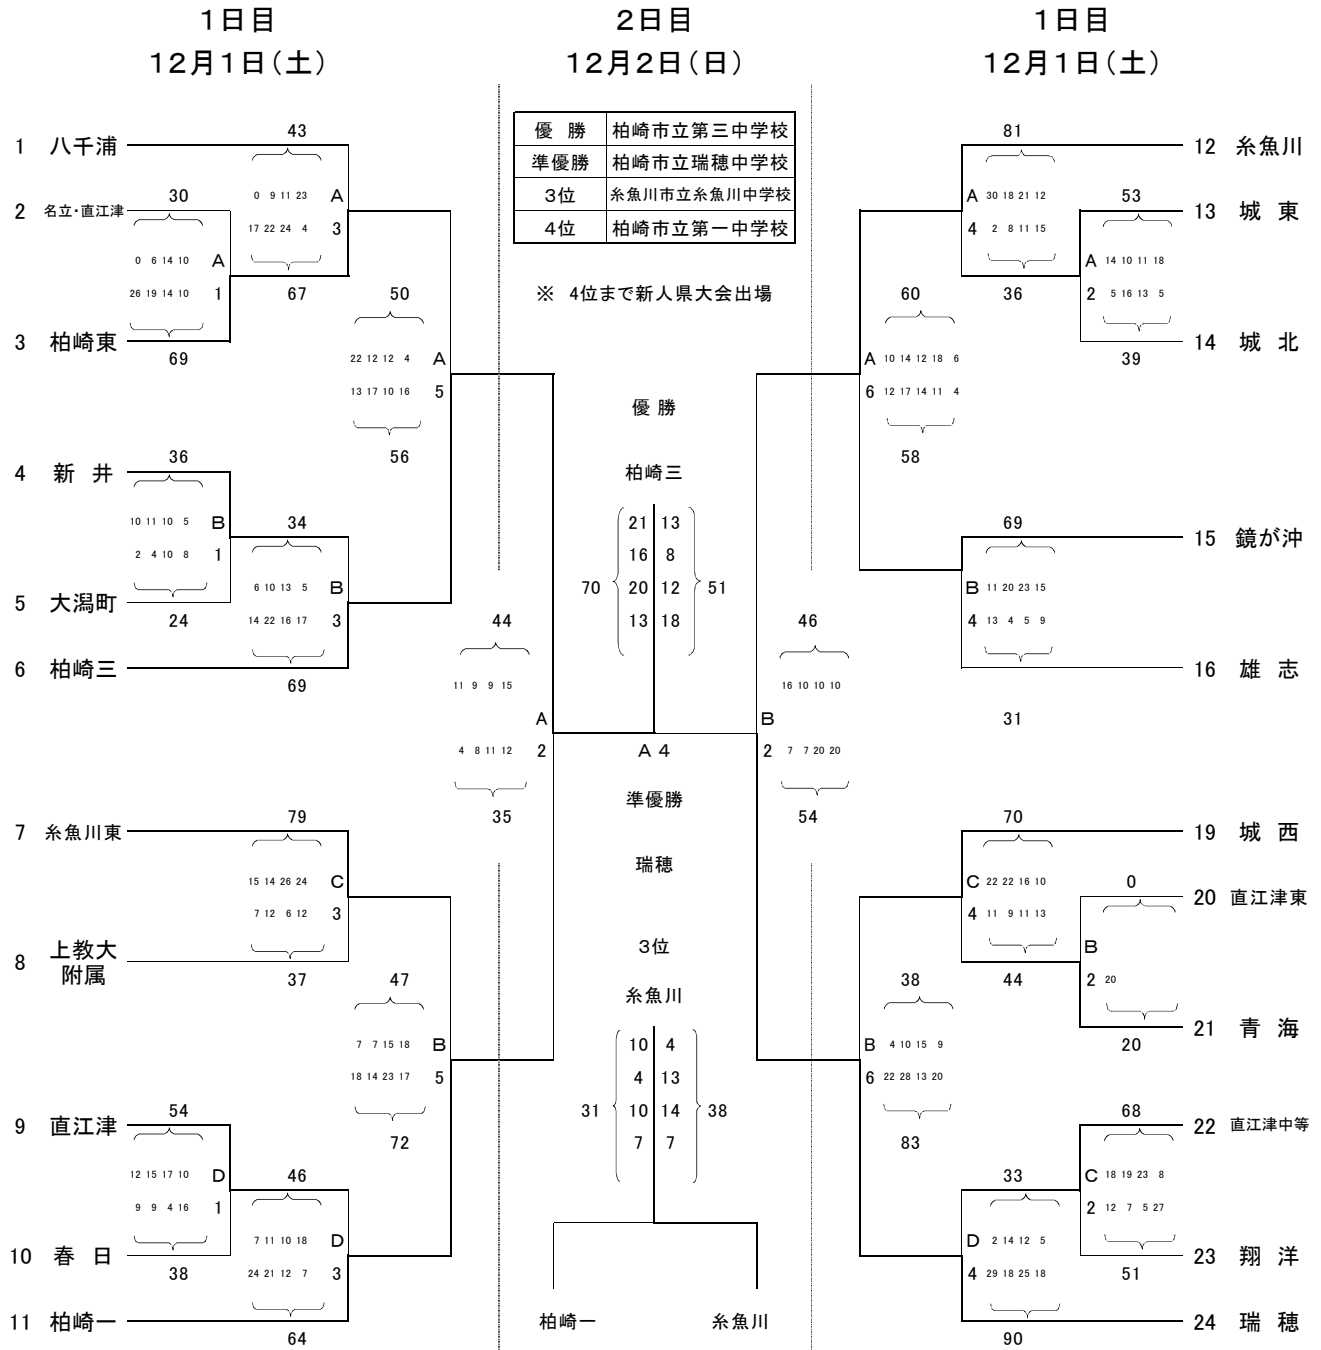 1日目 2日目 1日目
12月1日(土) 12月2日(日) 12月1日(土)
優 勝 柏崎市立第三中学校
準優勝 柏崎市立瑞穂中学校
3位 糸魚川市立糸魚川中学校
4位 柏崎市立第一中学校
※ 4位まで新人県大会出場
1 八千浦
2 名立・直江津
3 柏崎東
4 新 井
5 大潟町
6 柏崎三
7 糸魚川東
8 上教大
附属
9 直江津
10 春 日
11 柏崎一
43
0 9 11 23 A
17 22 24 4 3
67
30
0 6 14 10 A
26 19 14 10 1
69
50
22 12 12 4 A
13 17 10 16 5
56
36
10 11 10 5 B
2 4 10 8 1
24
34
6 10 13 5 B
14 22 16 17 3
69
44
11 9 9 15 A
4 8 11 12 2
35
79
15 14 26 24 C
7 12 6 12 3
37
47
7 7 15 18 B
18 14 23 17 5
72
54
12 15 17 10 D
9 9 4 16 1
38
46
7 11 10 18 D
24 21 12 7 3
64
優 勝
柏崎三
21 13
16 8
70 20 12 51
13 18
A 4
準優勝
瑞穂
3位
糸魚川
10 4
4 13
31 10 14 38
7 7
柏崎一 糸魚川
12 糸魚川
13 城 東
14 城 北
15 鏡が沖
16 雄 志
19 城 西
20 直江津東
21 青 海
22 直江津中等
23 翔 洋
24 瑞 穂
81
A 30 18 21 12
4 2 8 11 15
36
53
A 14 10 11 18
2 5 16 13 5
39
60
A 10 14 12 18 6
6 12 17 14 11 4
58
69
B 11 20 23 15
4 13 4 5 9
31
46
16 10 10 10
B
2 7 7 20 20
54
70
C 22 22 16 10
4 11 9 11 13
44
0
B
2 20
20
38
B 4 10 15 9
6 22 28 13 20
83
68
C 18 19 23 8
2 12 7 5 27
51
33
D 2 14 12 5
4 29 18 25 18
90